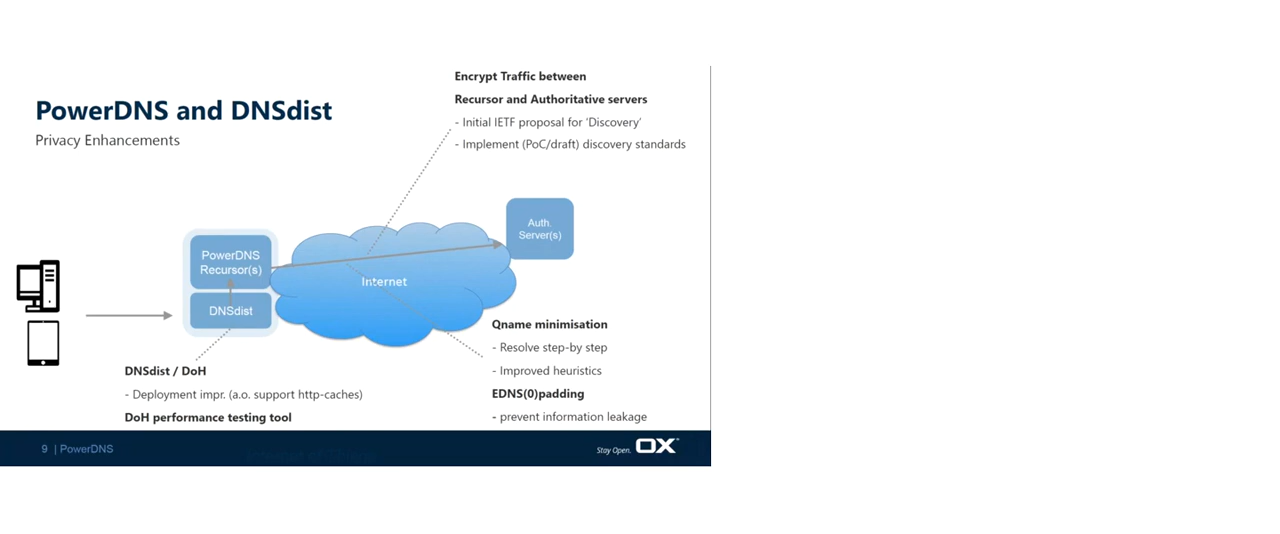 Encrypt Traffic between
Recursor and Authoritative servers
- Initial IETF proposal for 'Discovery'
- Implement (PoC/draft) discovery standards
PowerDNS and DNSdist
Privacy Enhancements
Auth.
Server(s)
PowerDNS
Recursor(s)
Internet
DNSdist
Qname minimisation
- Resolve step-by step
- Improved heuristics
EDNS(0)padding
- prevent information leakage
DNSdist / DoH
- Deployment impr. (a.o. support http-caches)
DoH performance testing tool
9 | PowerDNS
Stay Open. OX